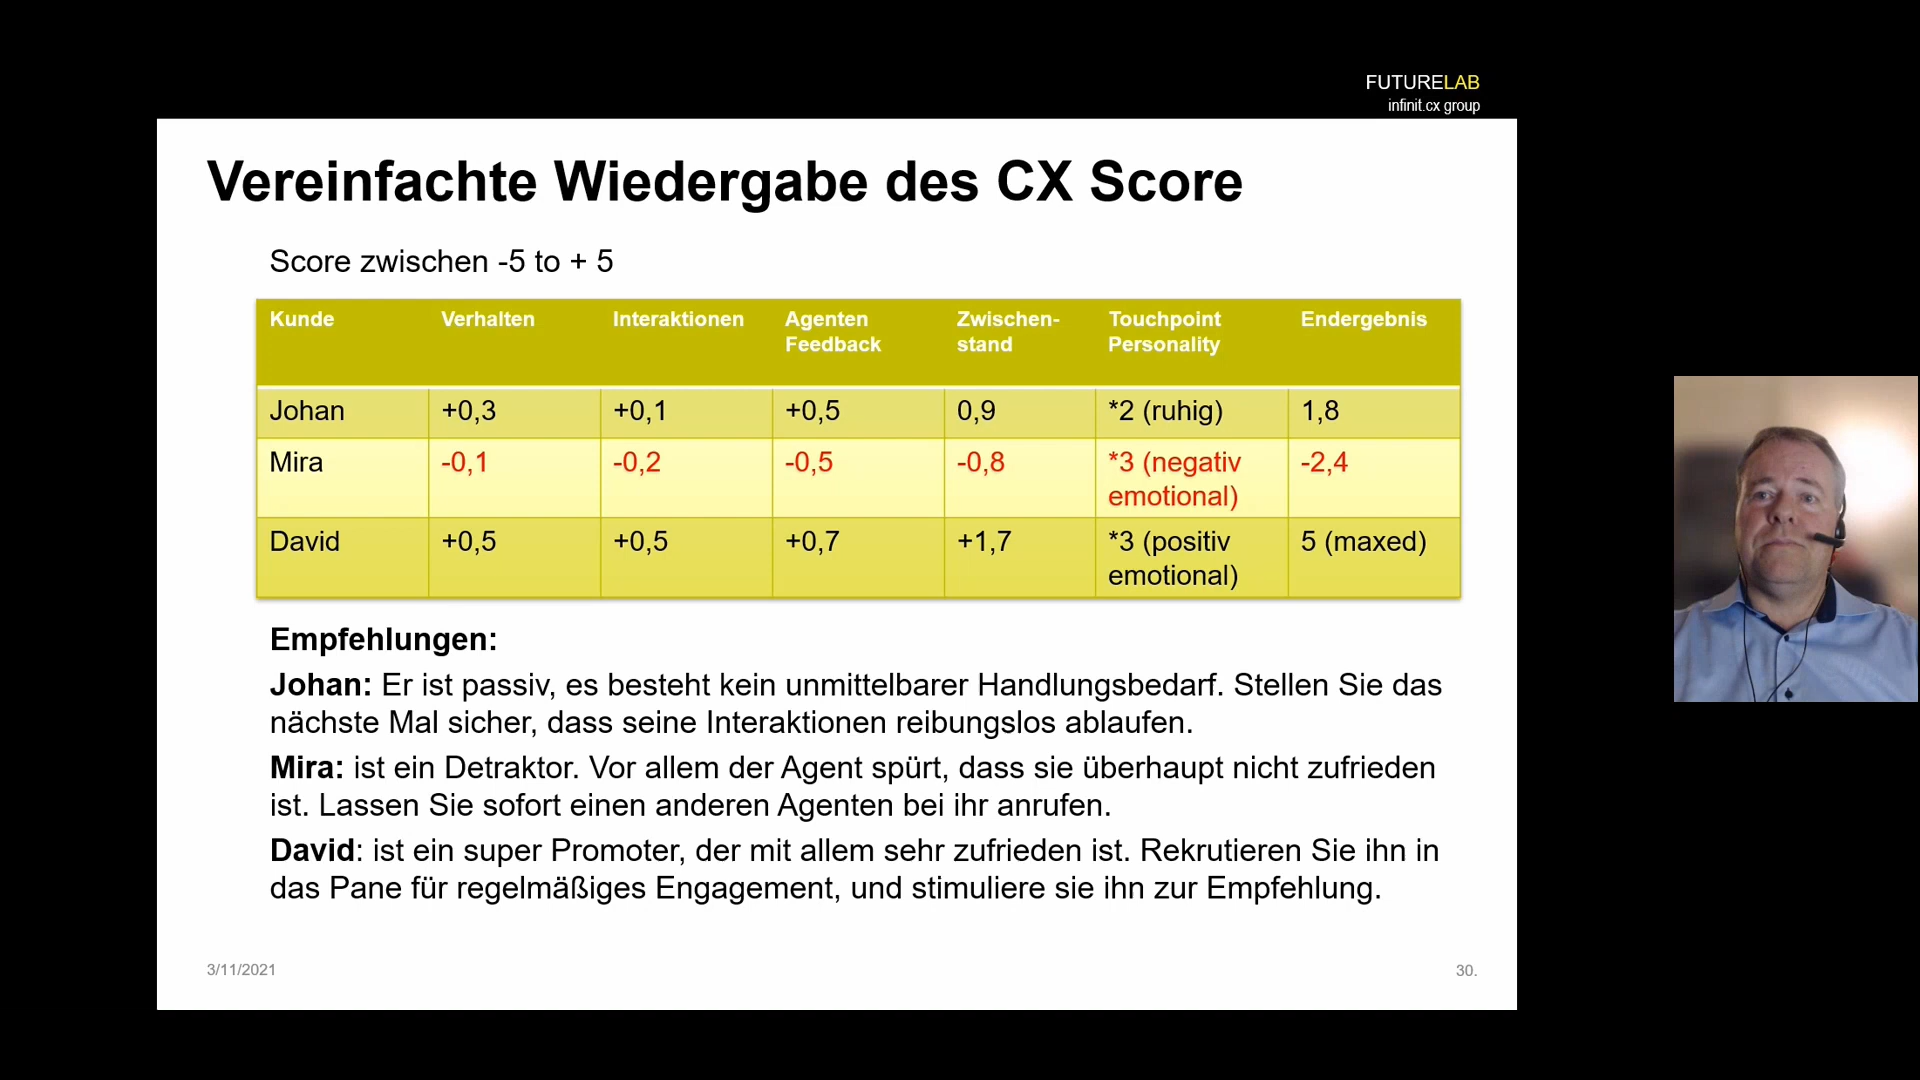 FUTURELAB
infinit.cx group
Vereinfachte Wiedergabe des CX Score
Score zwischen -5 to + 5
Kunde Verhalten Interaktionen Agenten Feedback Zwischen-stand Touchpoint Personality Endergebnis
Johan +0,3 +0,1 +0,5 0,9 *2 (ruhig) 1,8
Mira -0,1 -0,2 -0,5 -0,8 *3 (negativ emotional) -2,4
David +0,5 +0,5 +0,7 +1,7 *3 (positiv emotional) 5 (maxed)
Empfehlungen:
Johan: Er ist passiv, es besteht kein unmittelbarer Handlungsbedarf. Stellen Sie das
nächste Mal sicher, dass seine Interaktionen reibungslos ablaufen.
Mira: ist ein Detraktor. Vor allem der Agent spürt, dass sie überhaupt nicht zufrieden
ist. Lassen Sie sofort einen anderen Agenten bei ihr anrufen.
David: ist ein super Promoter, der mit allem sehr zufrieden ist. Rekrutieren Sie ihn in
das Pane für regelmäßiges Engagement, und stimuliere sie ihn zur Empfehlung.
3/11/2021
30.